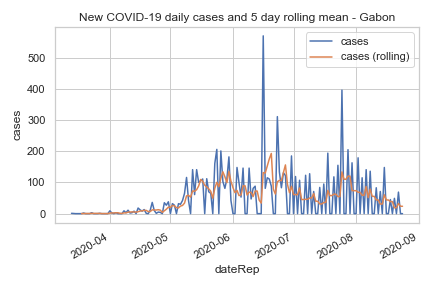 New COVID-19 daily cases and 5 day rolling mean - Gabon
cases
cases (rolling)
cases
600
500
400
300
200
100
0
2020-04
2020-05
2020-06
2020-07
2020-08
2020-09
dateRep